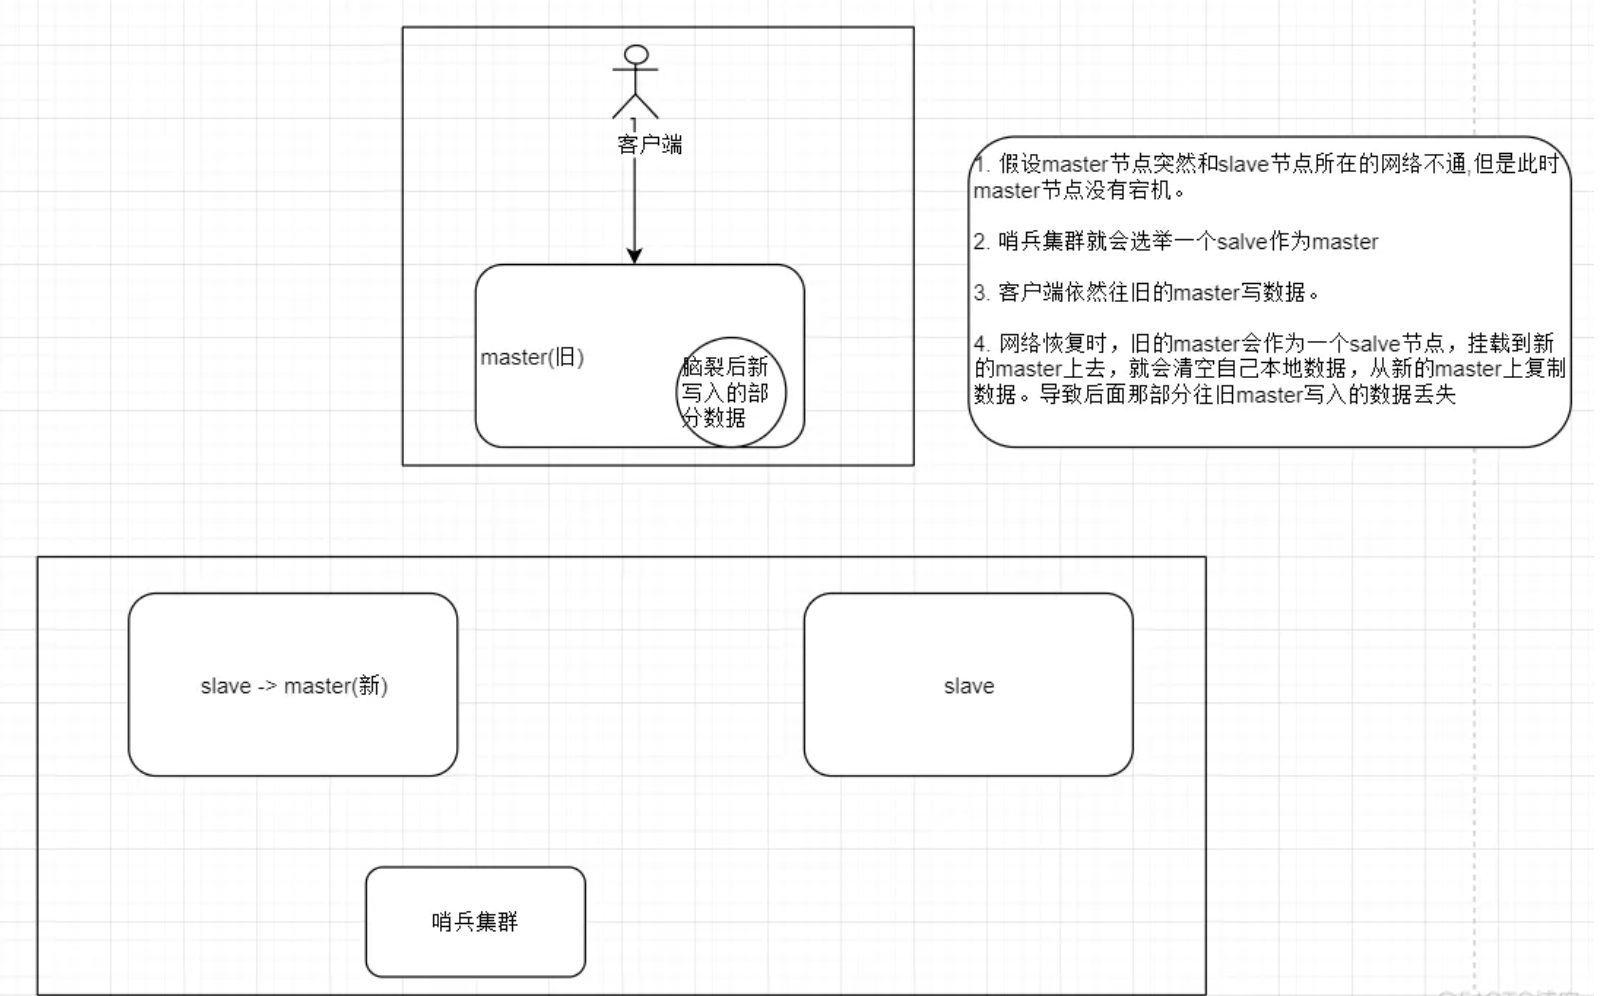 客户端
master(旧)
脑裂后新
写入的部
分数据
1. 假设master节点突然和slave节点所在的网络不通,但是此时
master节点没有宕机。
2. 哨兵集群就会选举一个salve作为master
3. 客户端依然往旧的master写数据。
4. 网络恢复时，旧的master会作为一个salve节点，挂载到新
的master上去，就会清空自己本地数据，从新的master上复制
数据。导致后面那部分往旧master写入的数据丢失
slave -> master(新)
slave
哨兵集群